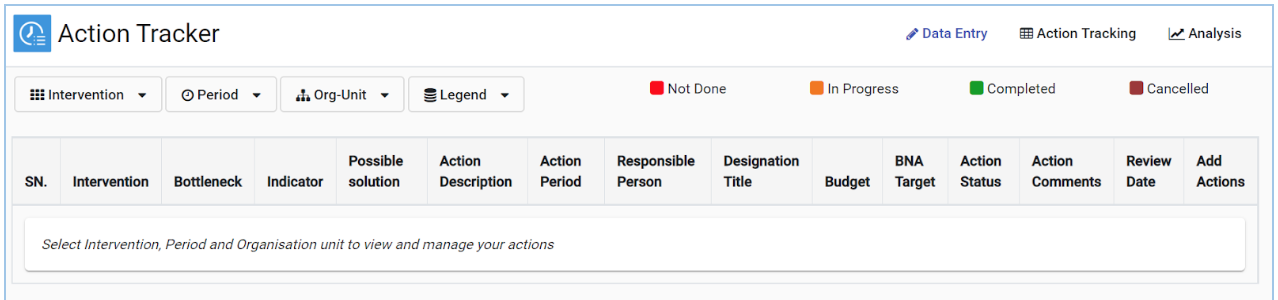 Action Tracker
Data Entry
Action Tracking
Analysis
Intervention
Period
Org-Unit
Legend
Not Done
In Progress
Completed
Cancelled
SN.
Intervention
Bottleneck
Indicator
Possible
solution
Action
Description
Action
Period
Responsible
Person
Designation
Title
Budget
BNA
Target
Action
Status
Action
Comments
Review
Date
Add
Actions
Select Intervention, Period and Organisation unit to view and manage your actions